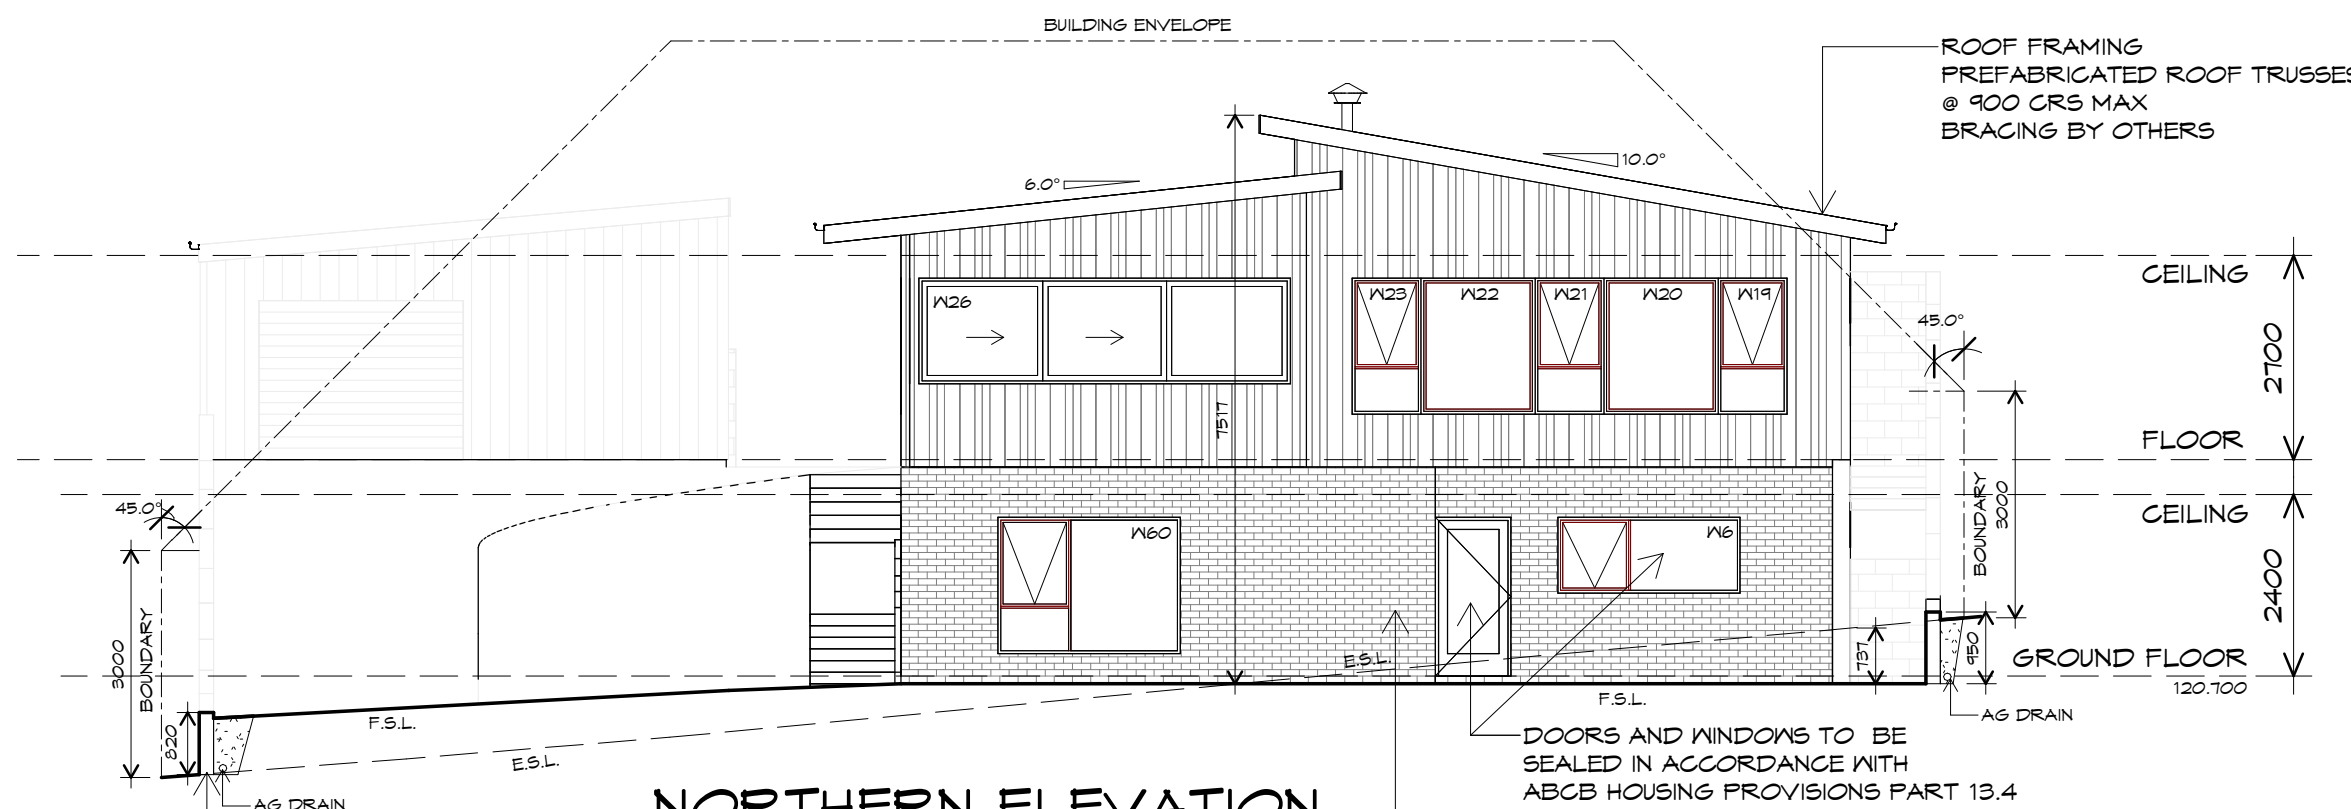 BUILDING ENVELOPE
ROOF FRAMING
PREFABRICATED ROOF TRUSSES
@ 900 CRS MAX
BRACING BY OTHERS
6.0°
10.0°
CEILING
W26
W23
W22
W21
W20
W19
45.0°
2700
7517
FLOOR
45.0°
BOUNDARY
3000
CEILING
W60
W6
2400
3000
BOUNDARY
E.S.L.
737
950
GROUND FLOOR
120.700
F.S.L.
820
F.S.L.
AG DRAIN
E.S.L.
DOORS AND WINDOWS TO BE
SEALED IN ACCORDANCE WITH
ABCB HOUSING PROVISIONS PART 13.4
AG DRAIN
NORTHERN ELEVATION